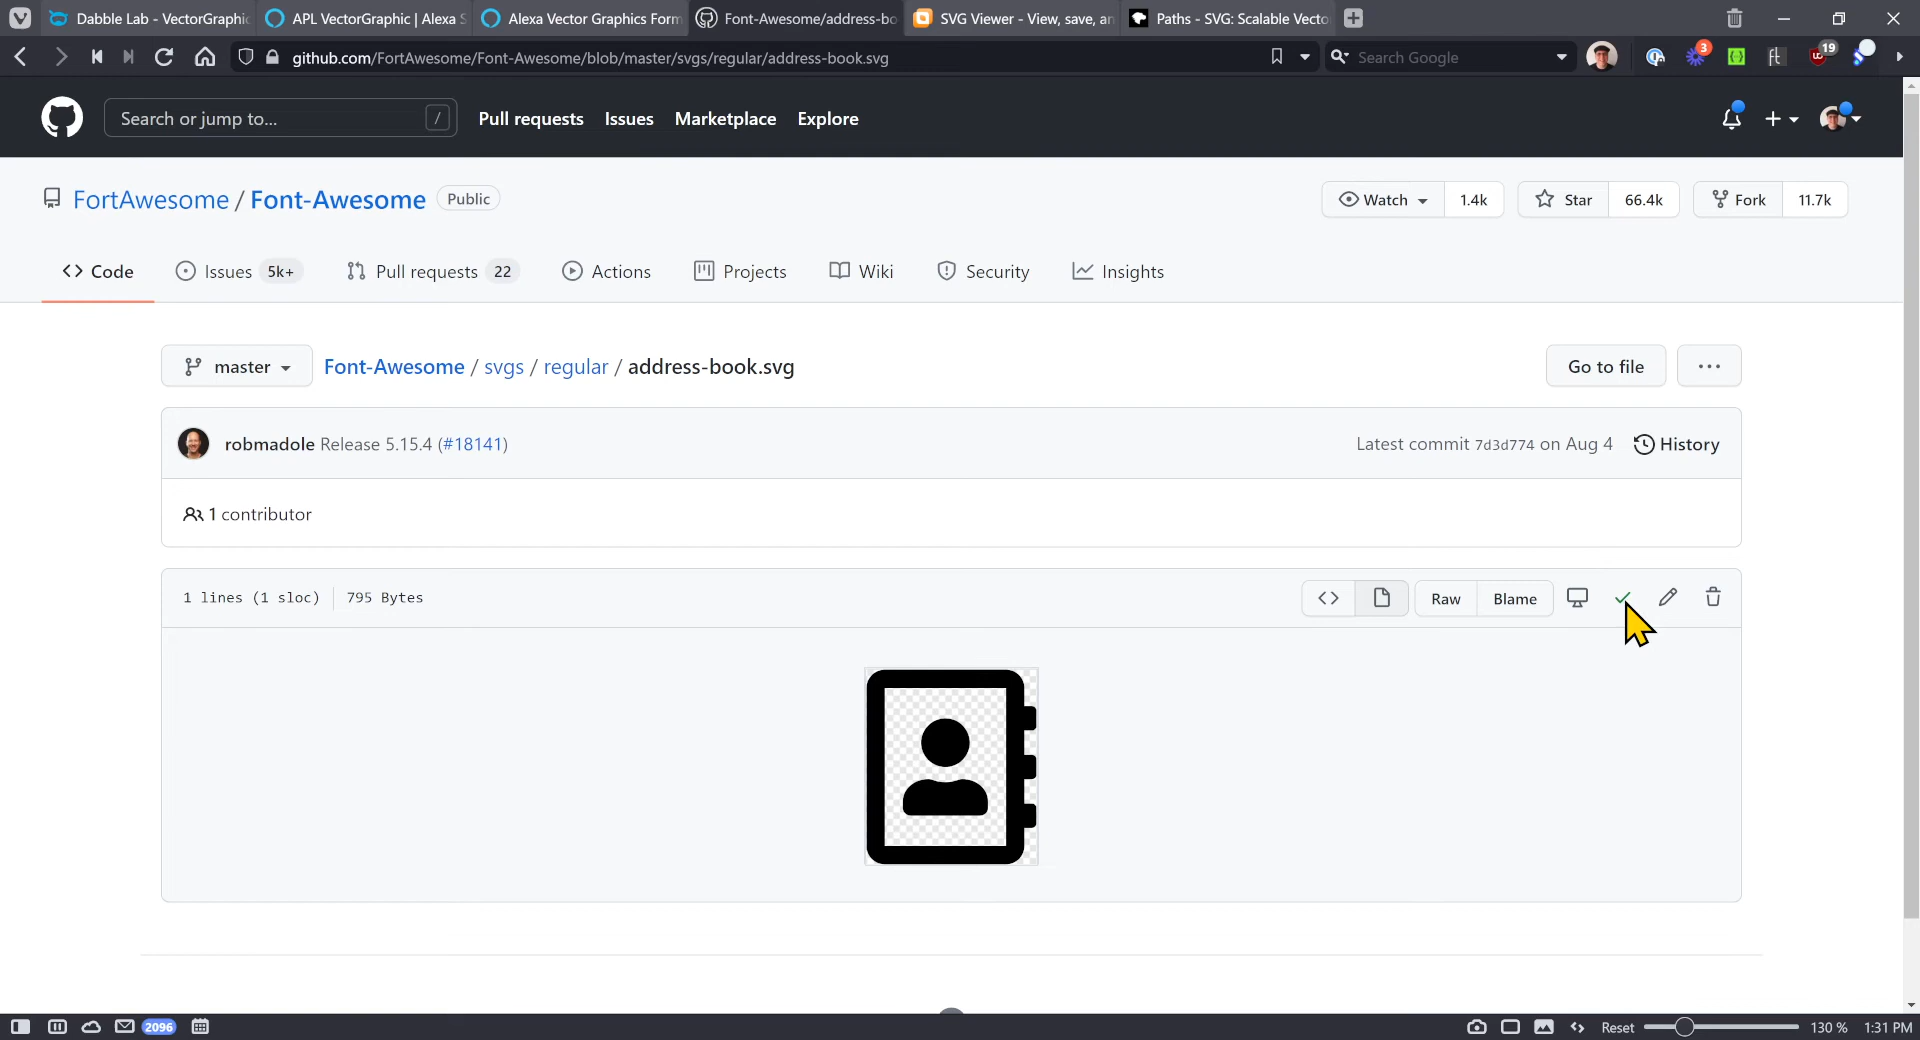 Dabble Lab - VectorGraphic
APL VectorGraphic | Alexa S
Alexa Vector Graphics Form
Font-Awesome/address-bo
SVG Viewer - View, save, an
Paths - SVG: Scalable Vecto
github.com/FortAwesome/Font-Awesome/blob/master/svgs/regular/address-book.svg
Search Google
3
ft
19
Search or jump to...
/
Pull requests
Issues
Marketplace
Explore
FortAwesome / Font-Awesome
Public
Watch
1.4k
Star
66.4k
Fork
11.7k
Code
Issues 5k+
Pull requests 22
Actions
Projects
Wiki
Security
Insights
master
Font-Awesome / svgs / regular / address-book.svg
Go to file
robmadole Release 5.15.4 (#18141)
Latest commit 7d3d774 on Aug 4
History
1 contributor
1 lines (1 sloc)
795 Bytes
Raw
Blame
2096
Reset
130 %
1:31 PM